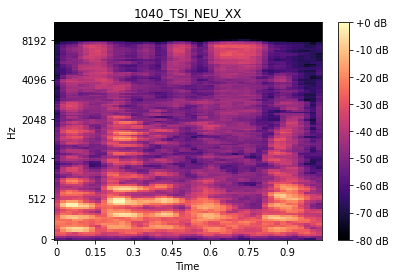 1040_TSI_NEU_XX
+0 dB
8192
-10 dB
4096
-20 dB
-30 dB
2048
Hz
-40 dB
1024
-50 dB
512
-60 dB
-70 dB
0
-80 dB
0 0.15 0.3 0.45 0.6 0.75 0.9
Time